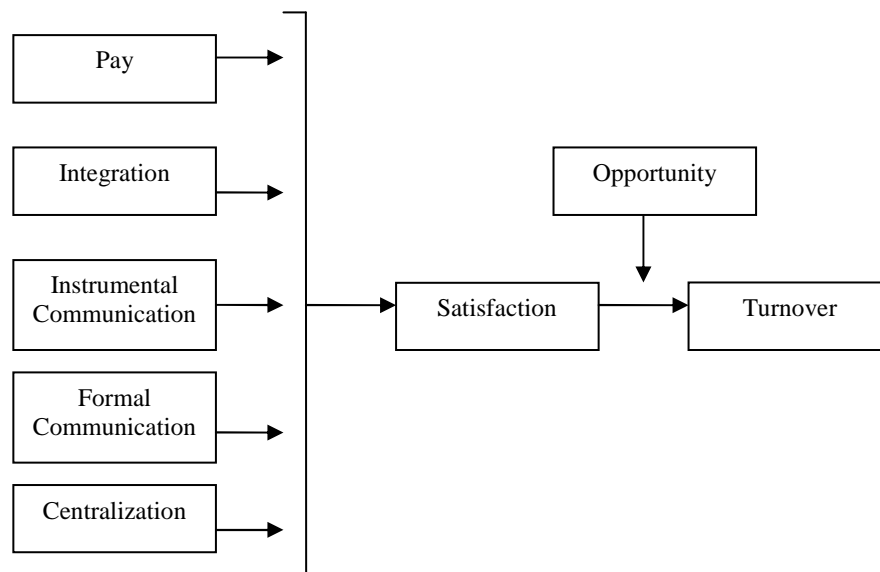 Pay
Integration
Instrumental
Communication
Formal
Communication
Centralization
Satisfaction
Opportunity
Turnover